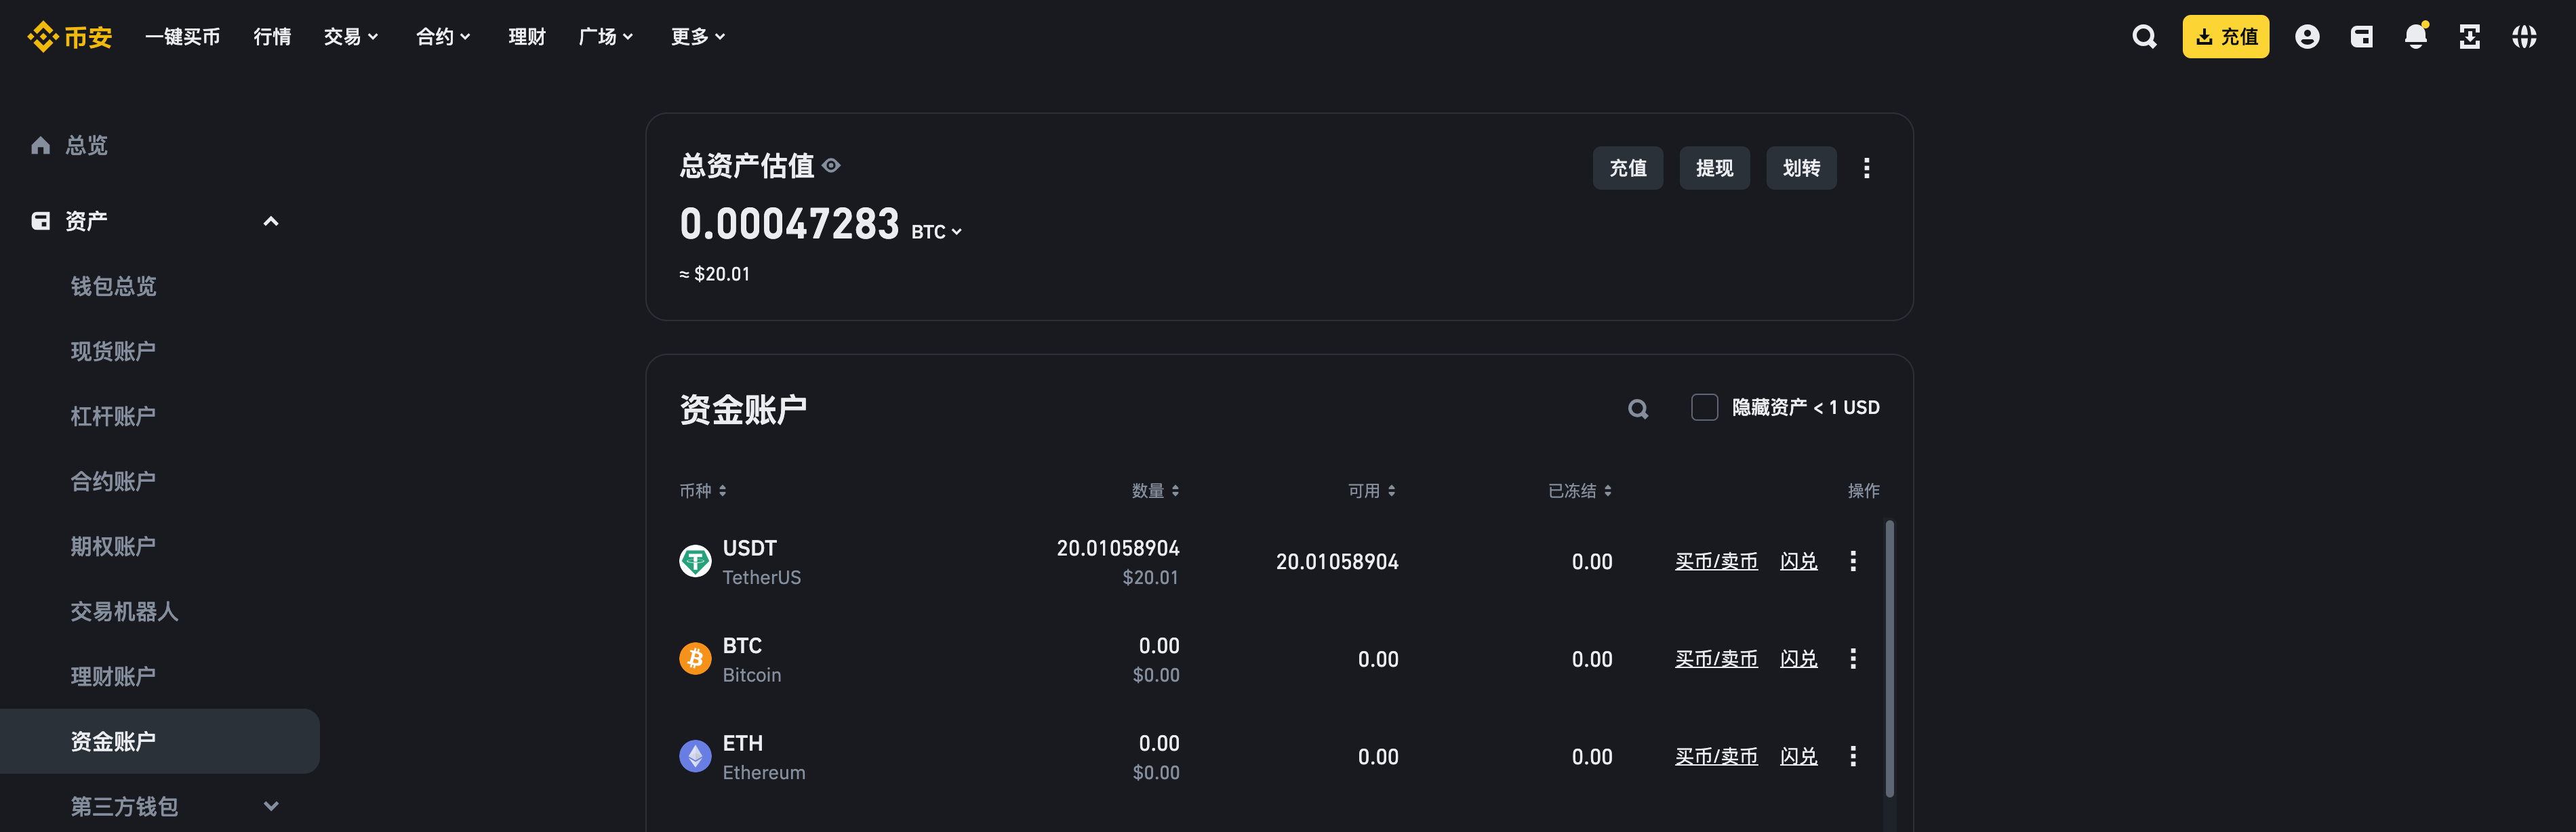 币安 一键买币 行情 交易 合约 理财 广场 更多 充值
总览
资产
钱包总览
现货账户
杠杆账户
合约账户
期权账户
交易机器人
理财账户
资金账户
第三方钱包
总资产估值 充值 提现 划转
0.00047283 BTC
≈ $20.01
资金账户 隐藏资产 < 1 USD
币种 数量 可用 已冻结 操作
USDT 20.01058904 20.01058904 0.00 买币/卖币 闪兑
TetherUS $20.01
BTC 0.00 0.00 0.00 买币/卖币 闪兑
Bitcoin $0.00
ETH 0.00 0.00 0.00 买币/卖币 闪兑
Ethereum $0.00